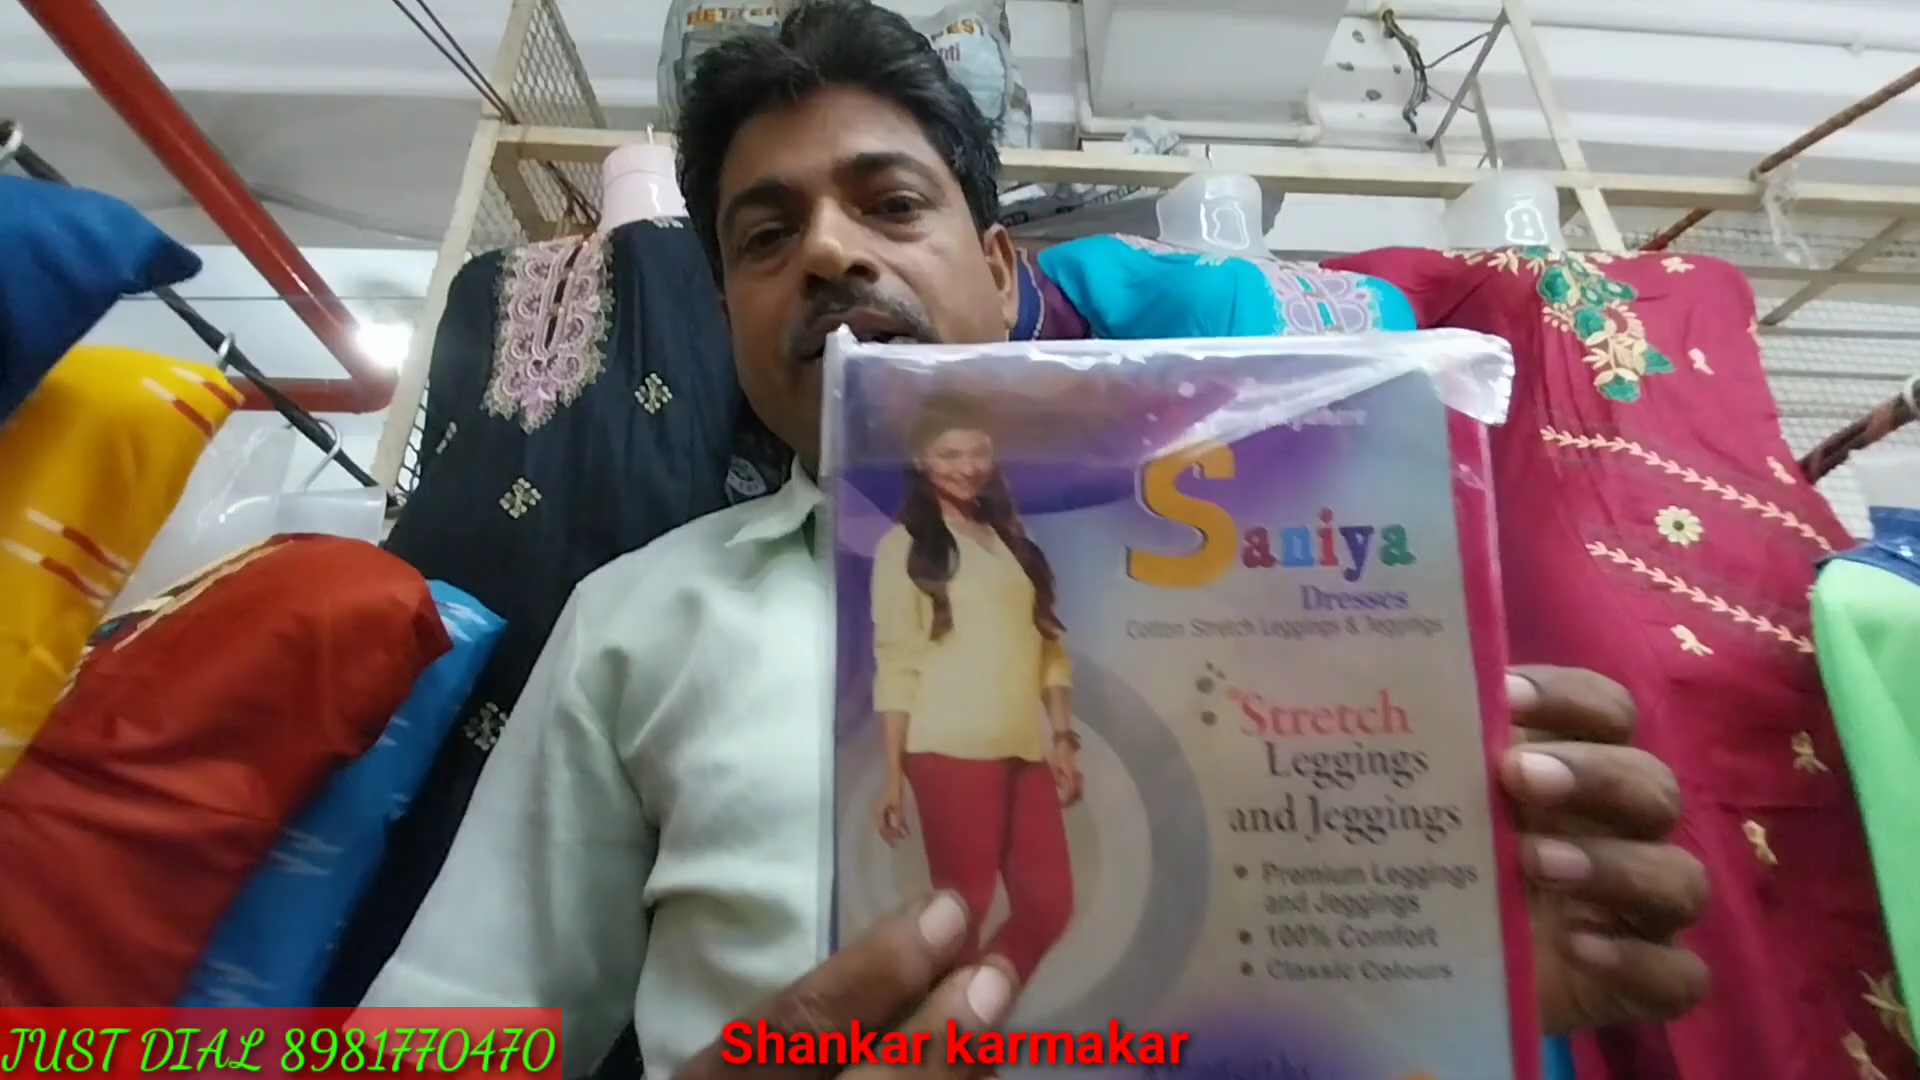 Saniya
Dresses
Cotton Stretch Leggings & Jeggings
Stretch
Leggings
and Jeggings
• Premium Leggings
and Jeggings
• 100% Comfort
• Classic Colours
JUST DIAL 8981770470
Shankar karmakar